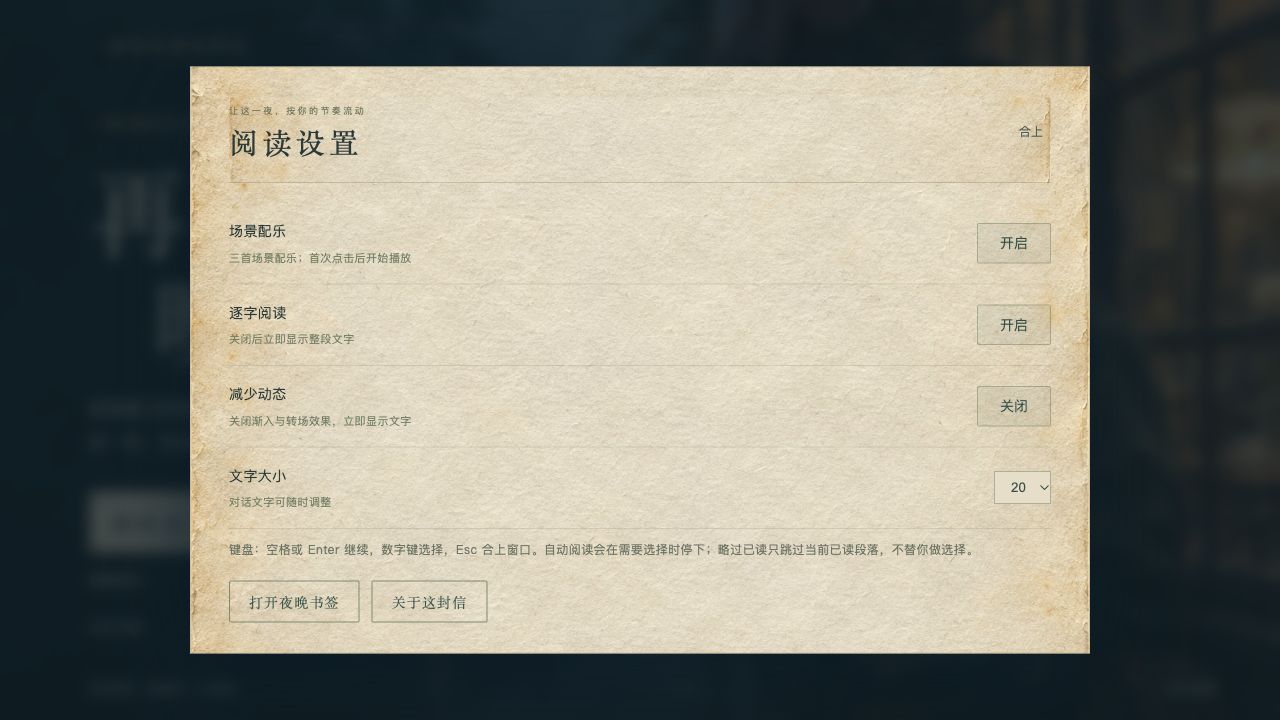 让这一夜，按你的节奏流动
阅读设置
合上
场景配乐
三首场景配乐；首次点击后开始播放
开启
逐字阅读
关闭后立即显示整段文字
开启
减少动态
关闭渐入与转场效果，立即显示文字
关闭
文字大小
对话文字可随时调整
20
键盘：空格或 Enter 继续，数字键选择，Esc 合上窗口。自动阅读会在需要选择时停下；略过已读只跳过当前已读段落，不替你做选择。
打开夜晚书签
关于这封信